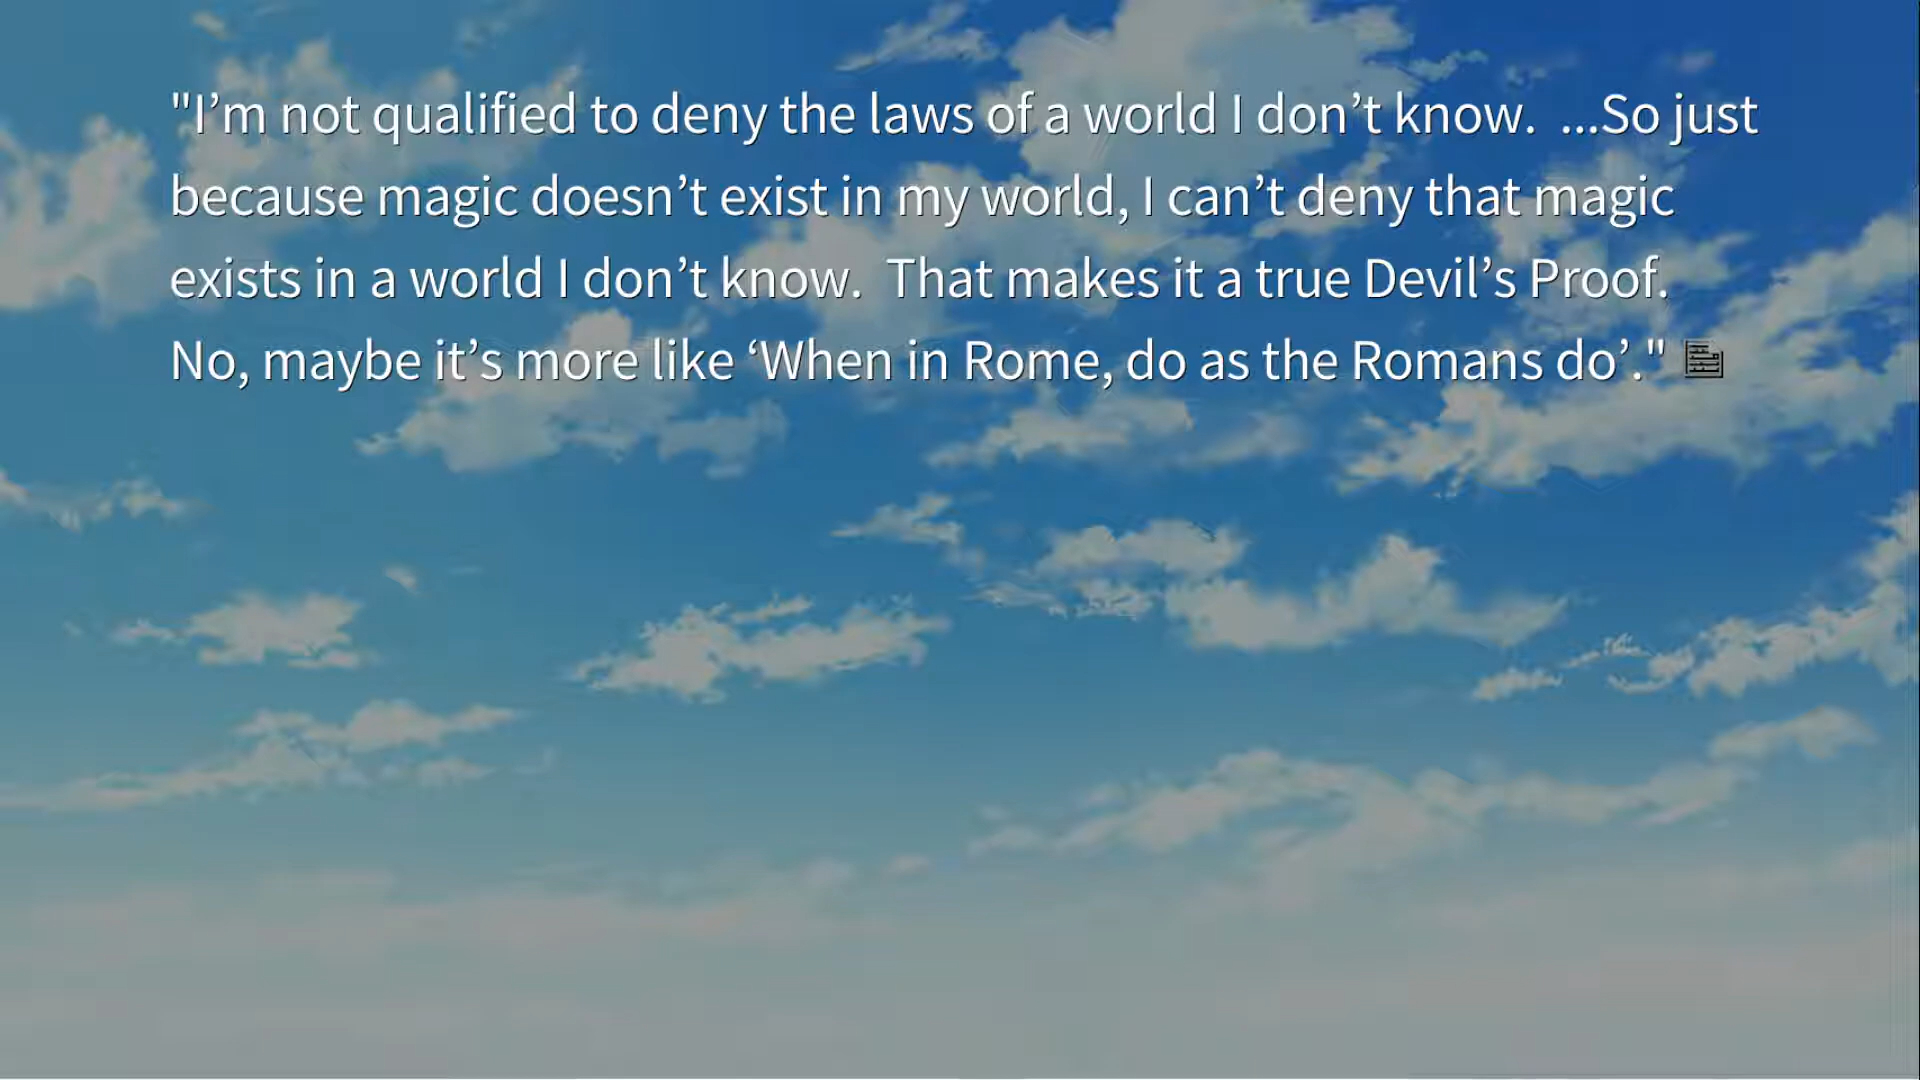 "I’m not qualified to deny the laws of a world I don’t know.  ...So just
because magic doesn’t exist in my world, I can’t deny that magic
exists in a world I don’t know.  That makes it a true Devil’s Proof.
No, maybe it’s more like ‘When in Rome, do as the Romans do’."